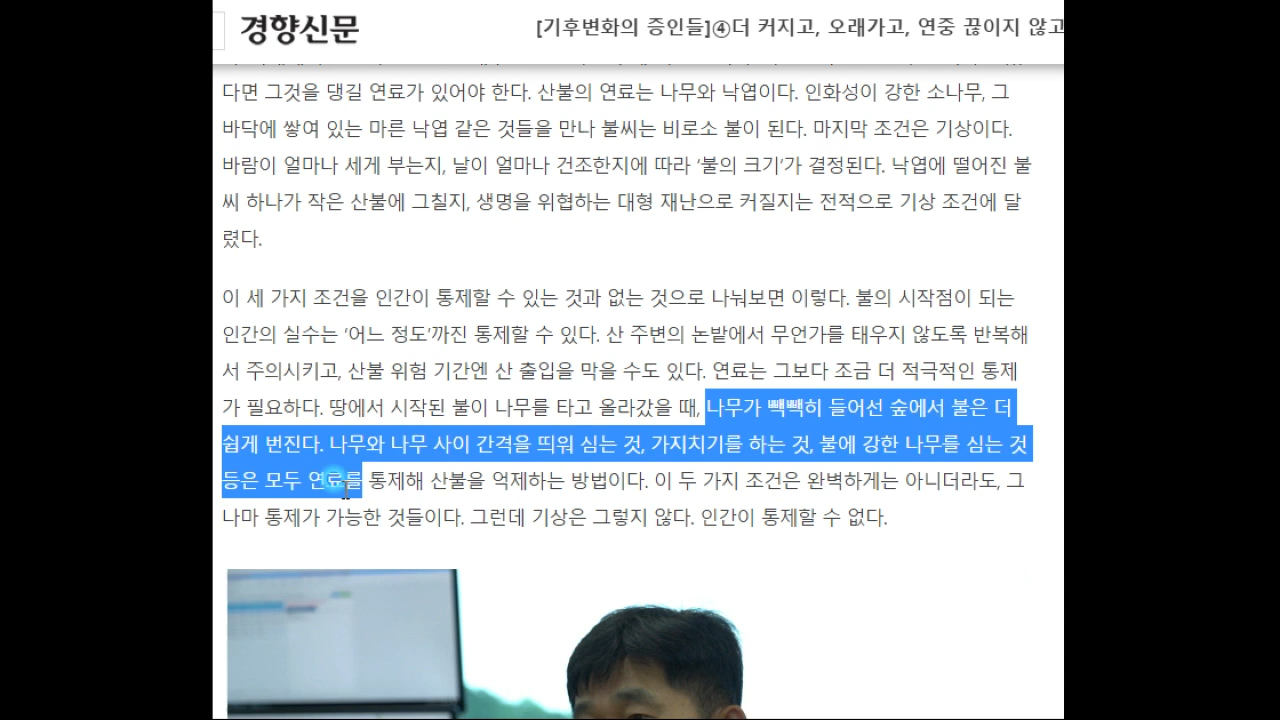 경향신문
[기후변화의 증인들]④더 커지고, 오래가고, 연중 끊이지 않고
다면 그것을 댕길 연료가 있어야 한다. 산불의 연료는 나무와 낙엽이다. 인화성이 강한 소나무, 그
바닥에 쌓여 있는 마른 낙엽 같은 것들을 만나 불씨는 비로소 불이 된다. 마지막 조건은 기상이다.
바람이 얼마나 세게 부는지, 날이 얼마나 건조한지에 따라 ‘불의 크기’가 결정된다. 낙엽에 떨어진 불
씨 하나가 작은 산불에 그칠지, 생명을 위협하는 대형 재난으로 커질지는 전적으로 기상 조건에 달
렸다.
이 세 가지 조건을 인간이 통제할 수 있는 것과 없는 것으로 나눠보면 이렇다. 불의 시작점이 되는
인간의 실수는 ‘어느 정도’까진 통제할 수 있다. 산 주변의 논밭에서 무언가를 태우지 않도록 반복해
서 주의시키고, 산불 위험 기간엔 산 출입을 막을 수도 있다. 연료는 그보다 조금 더 적극적인 통제
가 필요하다. 땅에서 시작된 불이 나무를 타고 올라갔을 때, 나무가 빽빽히 들어선 숲에서 불은 더
쉽게 번진다. 나무와 나무 사이 간격을 띄워 심는 것, 가지치기를 하는 것, 불에 강한 나무를 심는 것
등은 모두 연료를 통제해 산불을 억제하는 방법이다. 이 두 가지 조건은 완벽하게는 아니더라도, 그
나마 통제가 가능한 것들이다. 그런데 기상은 그렇지 않다. 인간이 통제할 수 없다.